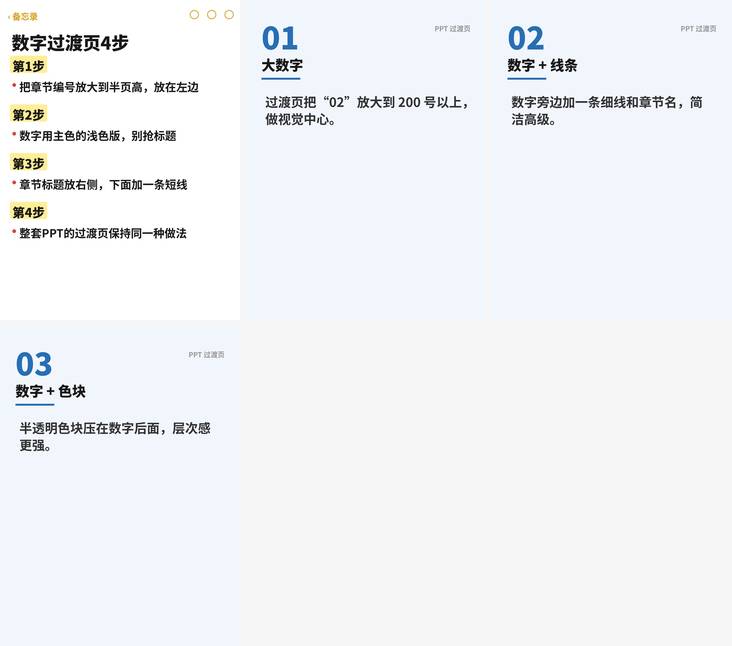 ‹ 备忘录
数字过渡页4步
第1步
• 把章节编号放大到半页高，放在左边
第2步
• 数字用主色的浅色版，别抢标题
第3步
• 章节标题放右侧，下面加一条短线
第4步
• 整套PPT的过渡页保持同一种做法
01
PPT 过渡页
大数字
过渡页把“02”放大到 200 号以上，
做视觉中心。
02
PPT 过渡页
数字 + 线条
数字旁边加一条细线和章节名，简
洁高级。
03
PPT 过渡页
数字 + 色块
半透明色块压在数字后面，层次感
更强。